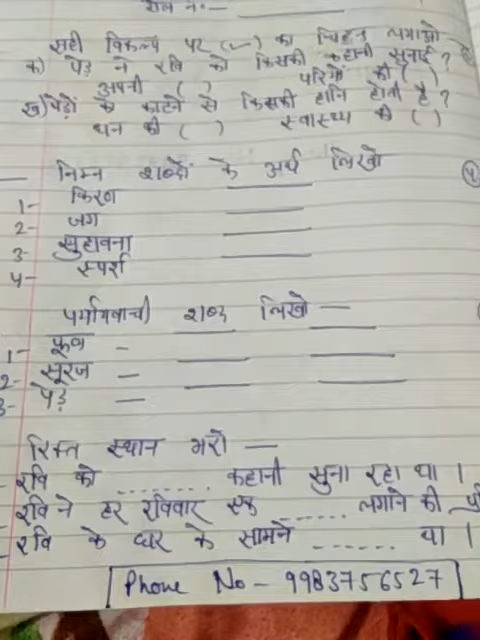 रोल नं०-
सही विकल्प पर (✓) का चिह्न लगाओ-
क) पेड़ ने रवि को किसकी कहानी सुनाई ?
अपनी ( ) परियों की ( )
ख) पेड़ों के काटने से किसकी हानि होती है ?
धन की ( ) स्वास्थ्य की ( )
निम्न शब्दों के अर्थ लिखो
1- किरण
2- जग
3- सुहावना
4- स्पर्श
पर्यायवाची शब्द लिखो —
1- फूल -
2- सूरज -
3- पेड़ —
रिक्त स्थान भरो —
रवि को ........ कहानी सुना रहा था ।
रवि ने हर रविवार एक ...... लगाने की
रवि के घर के सामने ...... था ।
Phone No - 9983756527